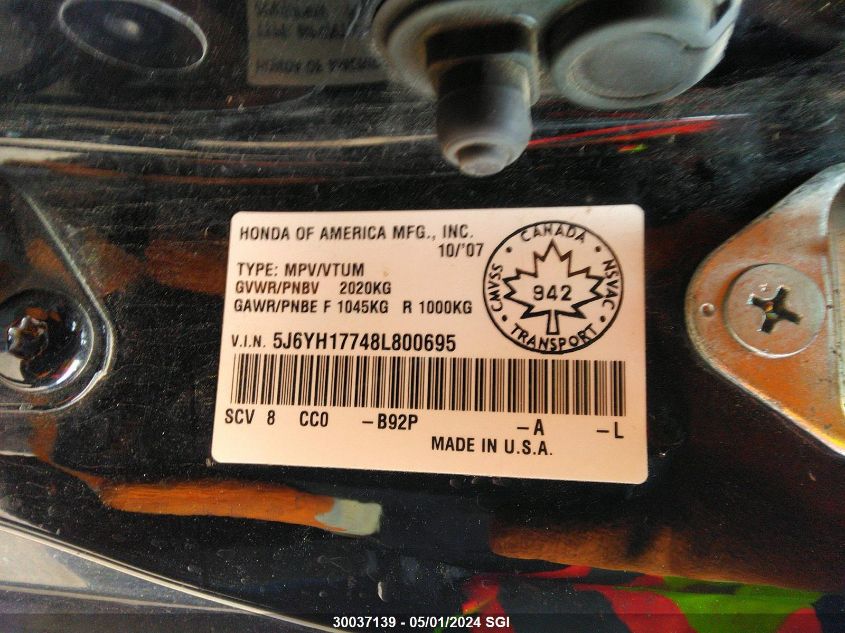 HONDA OF AMERICA MFG., INC.
10/'07
TYPE: MPV/VTUM
GVWR/PNBV 2020KG
GAWR/PNBE F 1045KG R 1000KG
CANADA
CMVSS
NSVAC
942
TRANSPORT
V.I.N. 5J6YH17748L800695
SCV 8 CC0 -B92P -A -L
MADE IN U.S.A.
30037139 - 05/01/2024 SGI